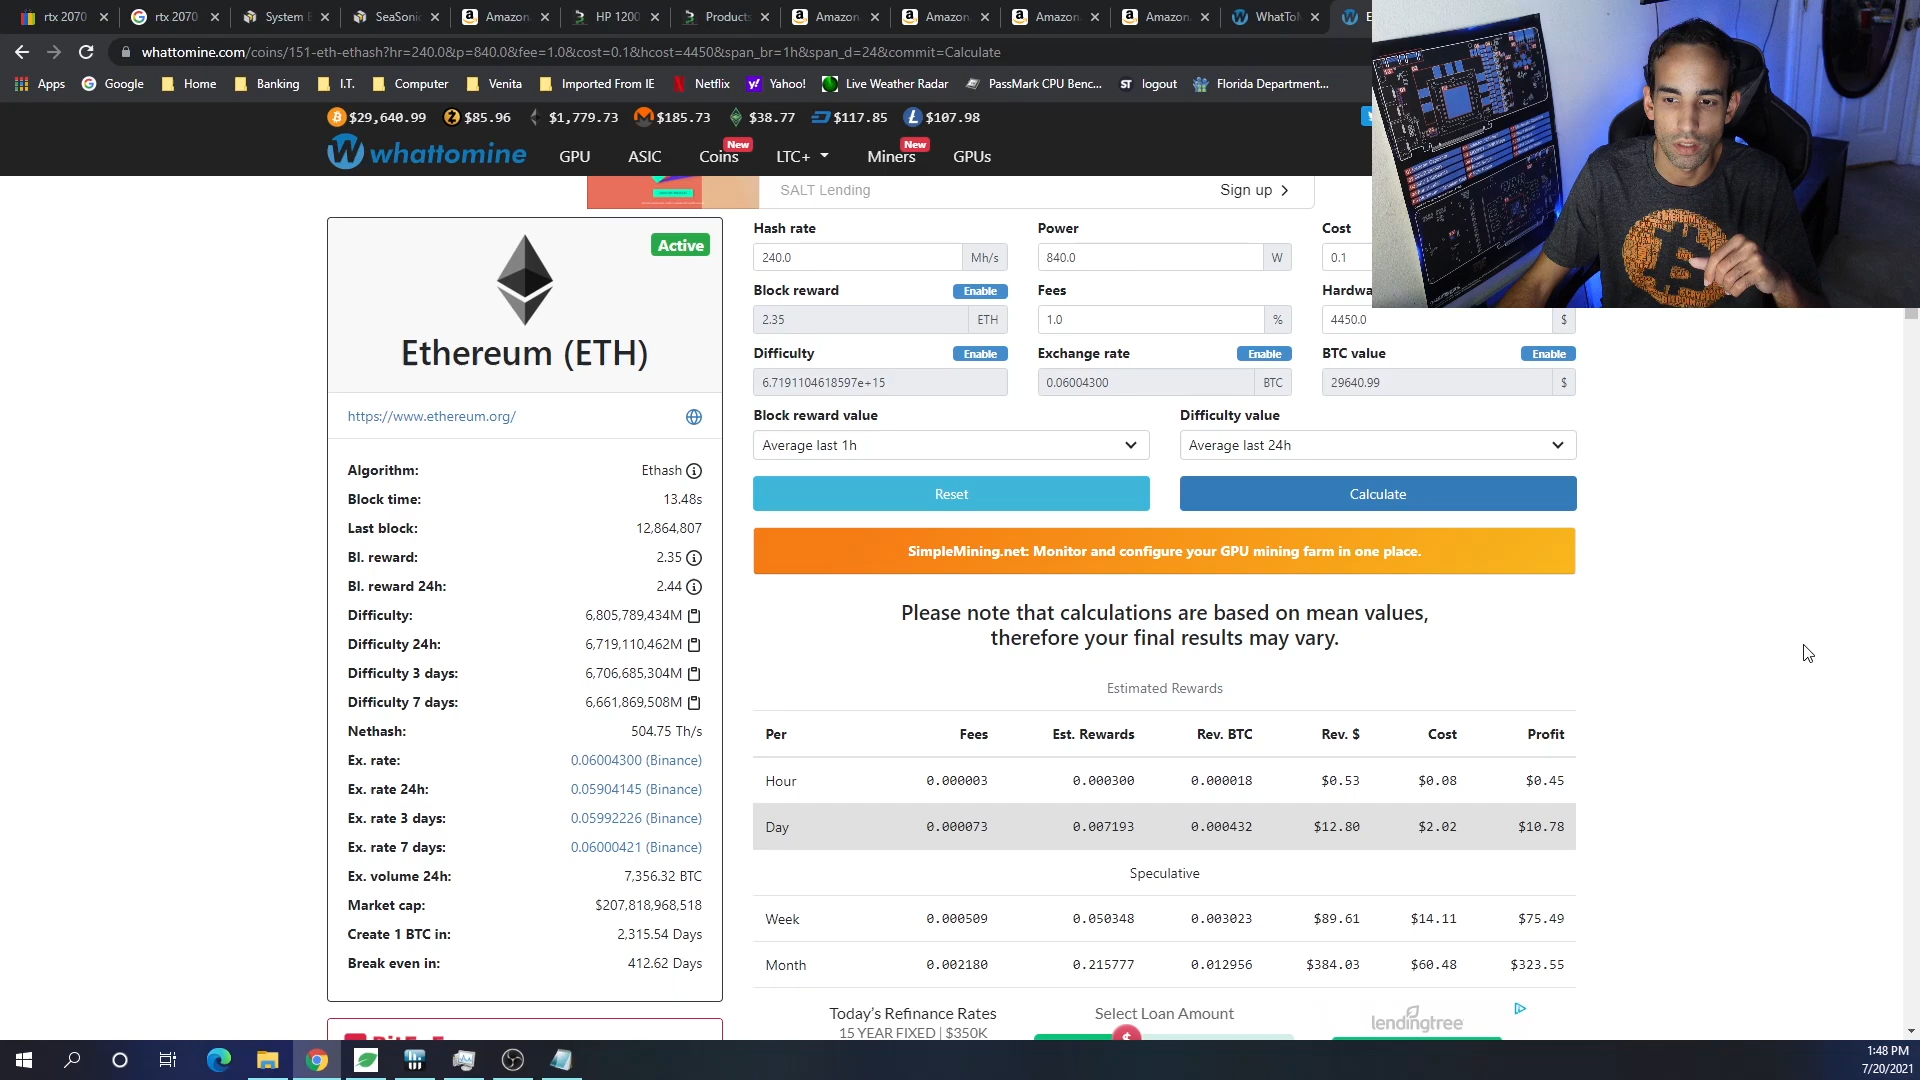 rtx 2070
rtx 2070
System B
SeaSonic
Amazon.
HP 1200
Products
Amazon.
Amazon.
Amazon.
Amazon.
WhatToM
whattomine.com/coins/151-eth-ethash?hr=240.0&p=840.0&fee=1.0&cost=0.1&hcost=4450&span_br=1h&span_d=24&commit=Calculate
Apps
Google
Home
Banking
I.T.
Computer
Venita
Imported From IE
Netflix
Yahoo!
Live Weather Radar
PassMark CPU Benc...
ST logout
Florida Department...
$29,640.99 $85.96 $1,779.73 $185.73 $38.77 $117.85 $107.98
whattomine
GPU
ASIC
Coins New
LTC+
Miners New
GPUs
SALT Lending
Sign up
Active
Ethereum (ETH)
https://www.ethereum.org/
Algorithm: Ethash
Block time: 13.48s
Last block: 12,864,807
Bl. reward: 2.35
Bl. reward 24h: 2.44
Difficulty: 6,805,789,434M
Difficulty 24h: 6,719,110,462M
Difficulty 3 days: 6,706,685,304M
Difficulty 7 days: 6,661,869,508M
Nethash: 504.75 Th/s
Ex. rate: 0.06004300 (Binance)
Ex. rate 24h: 0.05904145 (Binance)
Ex. rate 3 days: 0.05992226 (Binance)
Ex. rate 7 days: 0.06000421 (Binance)
Ex. volume 24h: 7,356.32 BTC
Market cap: $207,818,968,518
Create 1 BTC in: 2,315.54 Days
Break even in: 412.62 Days
Hash rate
240.0 Mh/s
Power
840.0 W
Cost
0.1
Block reward Enable
2.35 ETH
Fees
1.0 %
Hardwa
4450.0 $
Difficulty Enable
6.7191104618597e+15
Exchange rate Enable
0.06004300 BTC
BTC value Enable
29640.99 $
Block reward value
Average last 1h
Difficulty value
Average last 24h
Reset
Calculate
SimpleMining.net: Monitor and configure your GPU mining farm in one place.
Please note that calculations are based on mean values,
therefore your final results may vary.
Estimated Rewards
Per Fees Est. Rewards Rev. BTC Rev. $ Cost Profit
Hour 0.000003 0.000300 0.000018 $0.53 $0.08 $0.45
Day 0.000073 0.007193 0.000432 $12.80 $2.02 $10.78
Speculative
Week 0.000509 0.050348 0.003023 $89.61 $14.11 $75.49
Month 0.002180 0.215777 0.012956 $384.03 $60.48 $323.55
Today's Refinance Rates
15 YEAR FIXED | $350K
Select Loan Amount
$
lendingtree
1:48 PM
7/20/2021